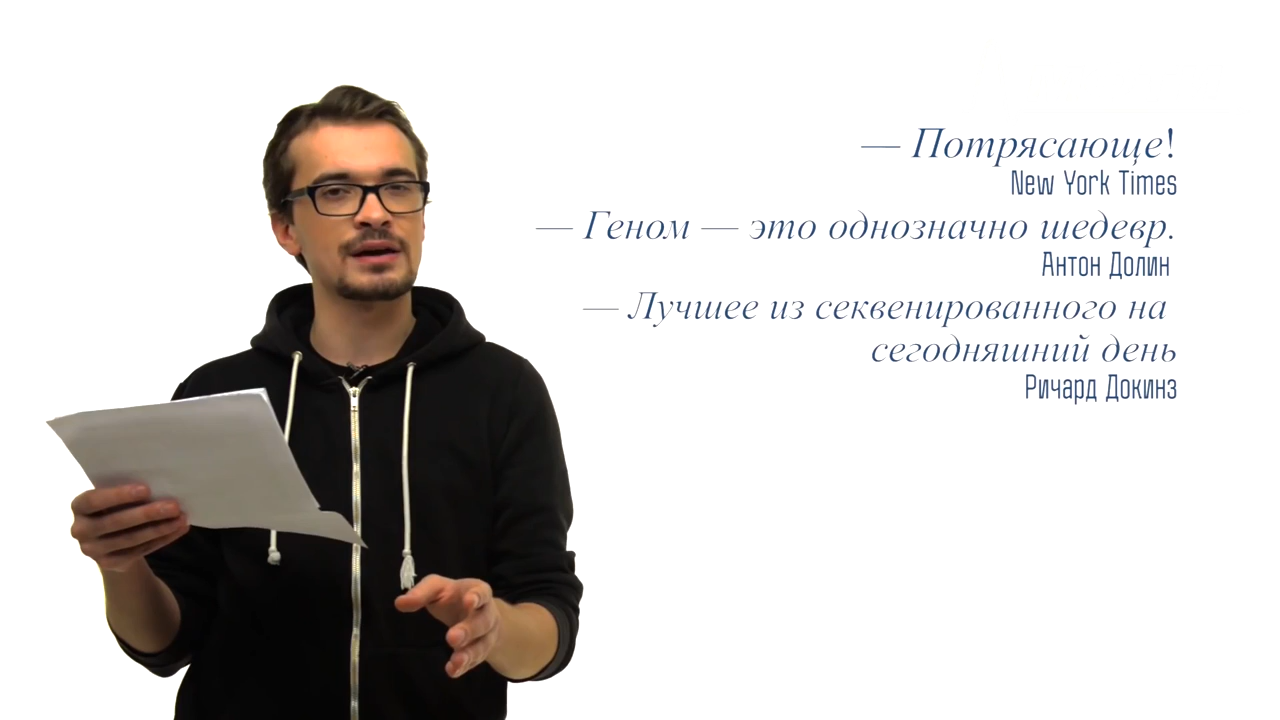 — Потрясающе!
New York Times
— Геном — это однозначно шедевр.
Антон Долин
— Лучшее из секвенированного на
сегодняшний день
Ричард Докинз